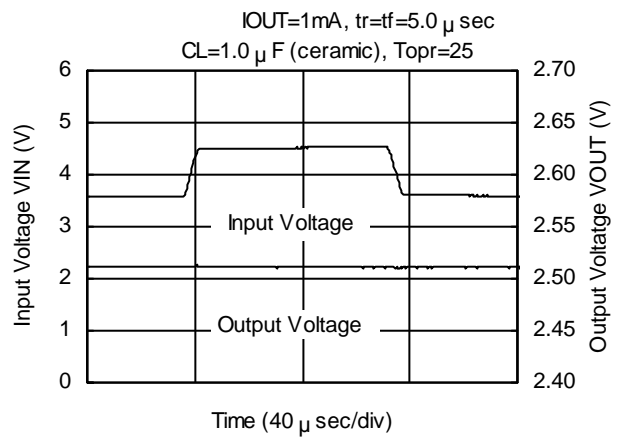 IOUT=1mA, tr=tf=5.0 μ sec
CL=1.0 μ F (ceramic), Topr=25
Input Voltage VIN (V)
6
5
4
3
2
1
0
Input Voltage
Output Voltage
2.70
2.65
2.60
2.55
2.50
2.45
2.40
Output Voltatge VOUT (V)
Time (40 μ sec/div)